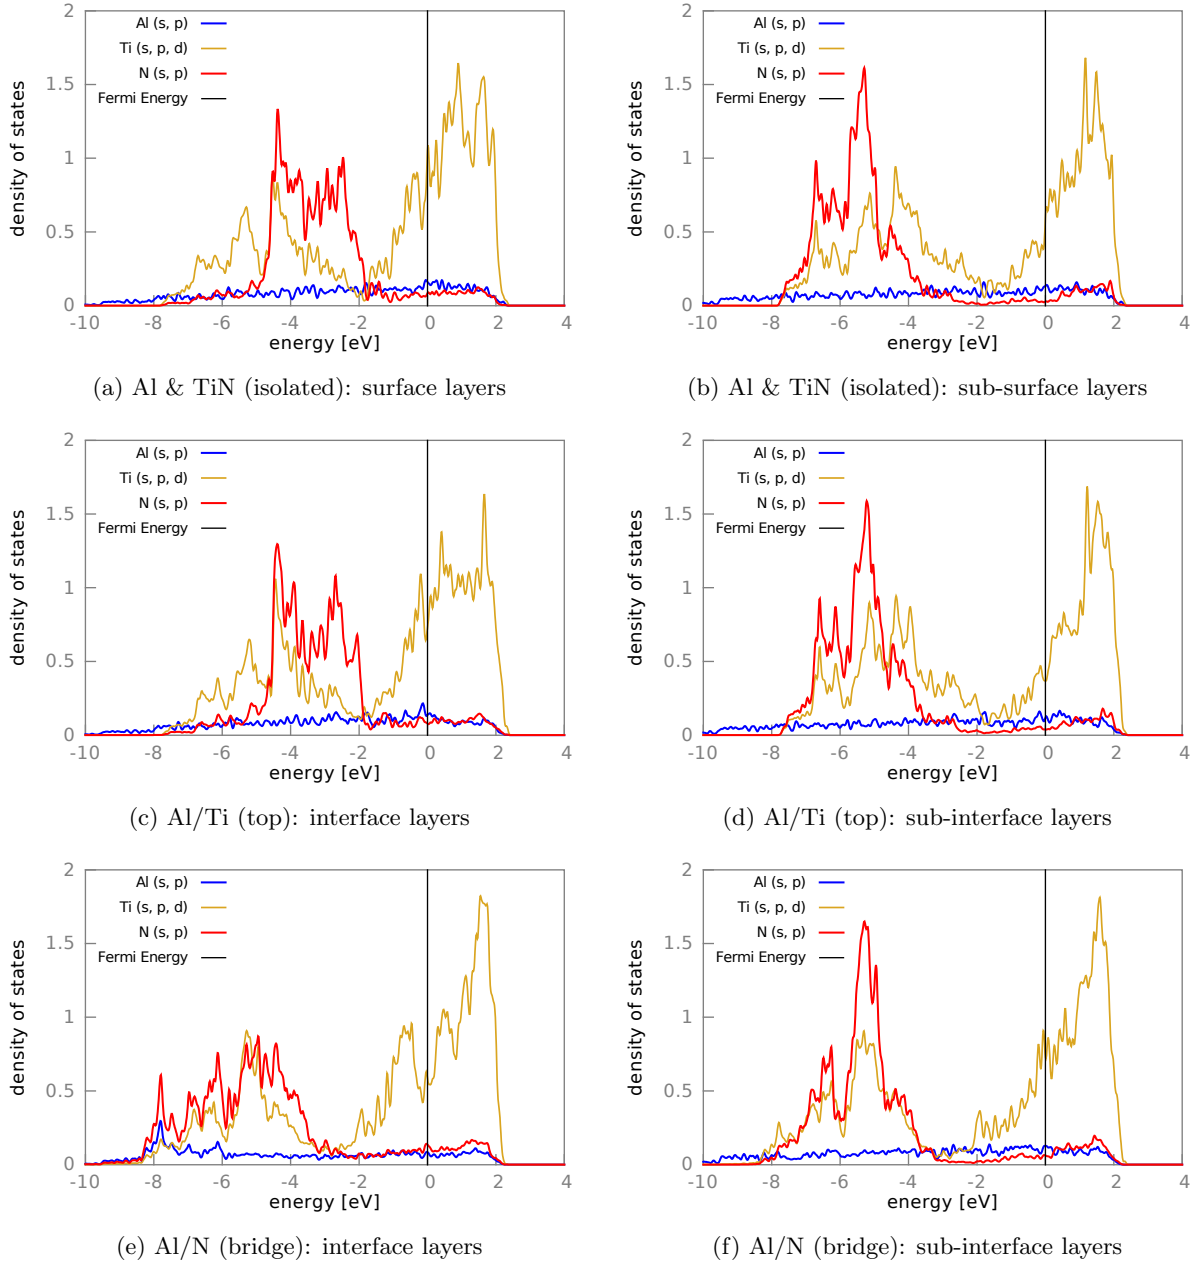 2
1.5
1
0.5
0
density of states
Al (s, p)
Ti (s, p, d)
N (s, p)
Fermi Energy
-10 -8 -6 -4 -2 0 2 4
energy [eV]
(a) Al & TiN (isolated): surface layers
2
1.5
1
0.5
0
density of states
Al (s, p)
Ti (s, p, d)
N (s, p)
Fermi Energy
-10 -8 -6 -4 -2 0 2 4
energy [eV]
(b) Al & TiN (isolated): sub-surface layers
2
1.5
1
0.5
0
density of states
Al (s, p)
Ti (s, p, d)
N (s, p)
Fermi Energy
-10 -8 -6 -4 -2 0 2 4
energy [eV]
(c) Al/Ti (top): interface layers
2
1.5
1
0.5
0
density of states
Al (s, p)
Ti (s, p, d)
N (s, p)
Fermi Energy
-10 -8 -6 -4 -2 0 2 4
energy [eV]
(d) Al/Ti (top): sub-interface layers
2
1.5
1
0.5
0
density of states
Al (s, p)
Ti (s, p, d)
N (s, p)
Fermi Energy
-10 -8 -6 -4 -2 0 2 4
energy [eV]
(e) Al/N (bridge): interface layers
2
1.5
1
0.5
0
density of states
Al (s, p)
Ti (s, p, d)
N (s, p)
Fermi Energy
-10 -8 -6 -4 -2 0 2 4
energy [eV]
(f) Al/N (bridge): sub-interface layers